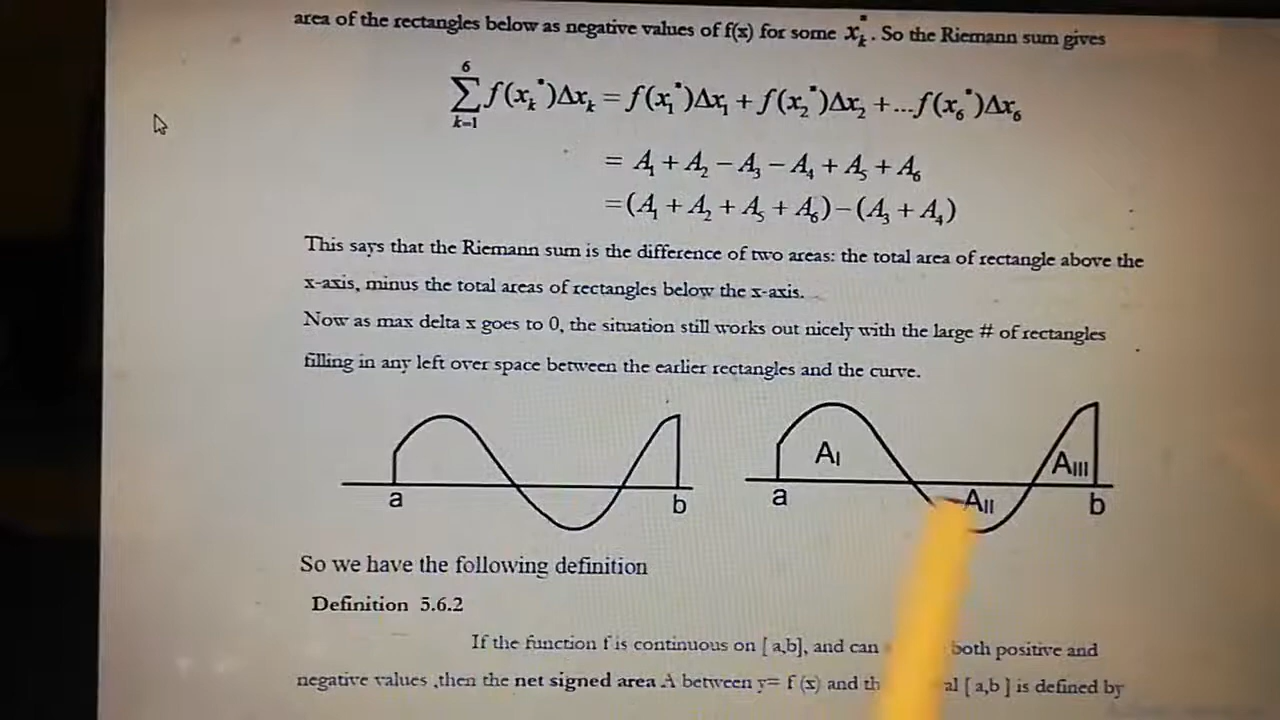 area of the rectangles below as negative values of f(x) for some xₖ*. So the Riemann sum gives
∑ₖ₌₁⁶ f(xₖ*)Δxₖ = f(x₁*)Δx₁ + f(x₂*)Δx₂ +...f(x₆*)Δx₆
= A₁ + A₂ − A₃ − A₄ + A₅ + A₆
=(A₁ + A₂ + A₅ + A₆)−(A₃ + A₄)
This says that the Riemann sum is the difference of two areas: the total area of rectangle above the
x-axis, minus the total areas of rectangles below the x-axis.
Now as max delta x goes to 0, the situation still works out nicely with the large # of rectangles
filling in any left over space between the earlier rectangles and the curve.
a b
AI AII AIII
a b
So we have the following definition
Definition 5.6.2
If the function f is continuous on [ a,b], and can both positive and
negative values ,then the net signed area A between y= f (x) and [ a,b ] is defined by